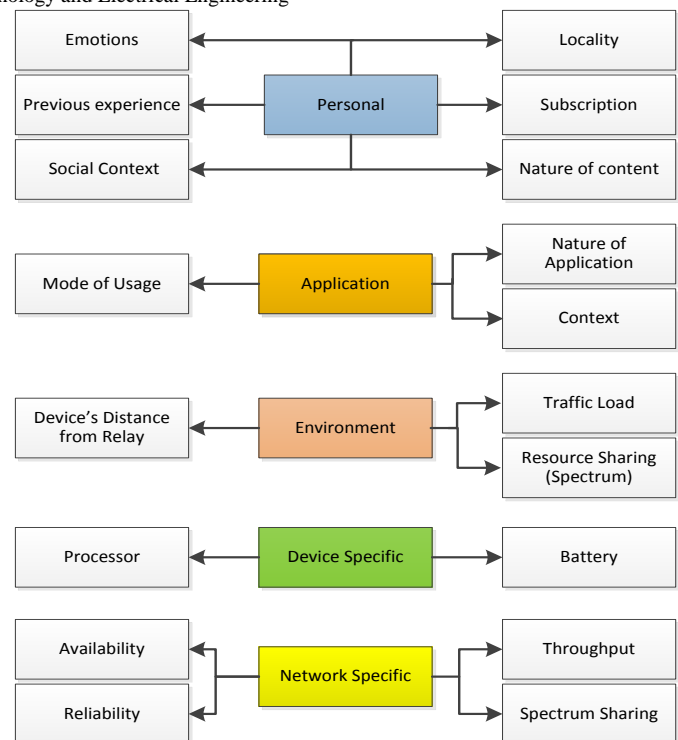 nology and Electrical Engineering
Emotions
Locality
Previous experience
Personal
Subscription
Social Context
Nature of content
Mode of Usage
Application
Nature of
Application
Context
Device's Distance
from Relay
Environment
Traffic Load
Resource Sharing
(Spectrum)
Processor
Device Specific
Battery
Availability
Reliability
Network Specific
Throughput
Spectrum Sharing